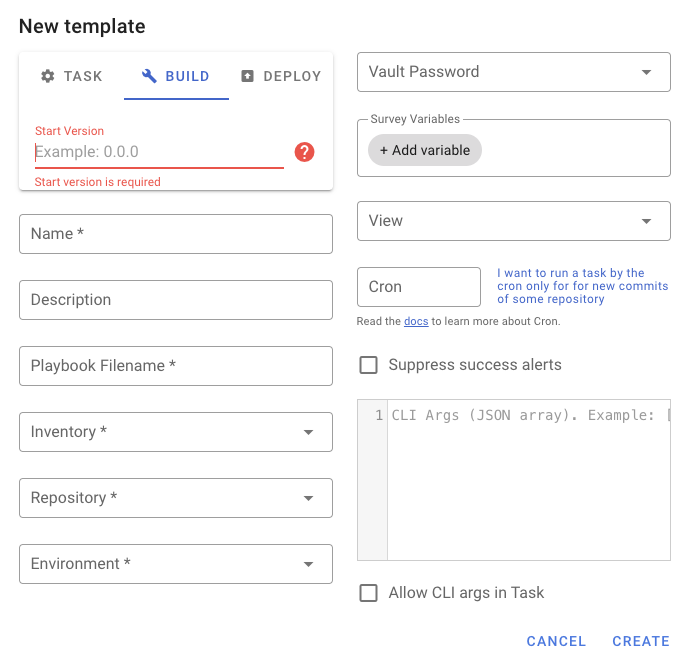 New template
TASK
BUILD
DEPLOY
Start Version
Example: 0.0.0
?
Start version is required
Name *
Description
Playbook Filename *
Inventory *
Repository *
Environment *
Vault Password
Survey Variables
+ Add variable
View
Cron
I want to run a task by the
cron only for for new commits
of some repository
Read the docs to learn more about Cron.
Suppress success alerts
1 CLI Args (JSON array). Example: [
Allow CLI args in Task
CANCEL
CREATE